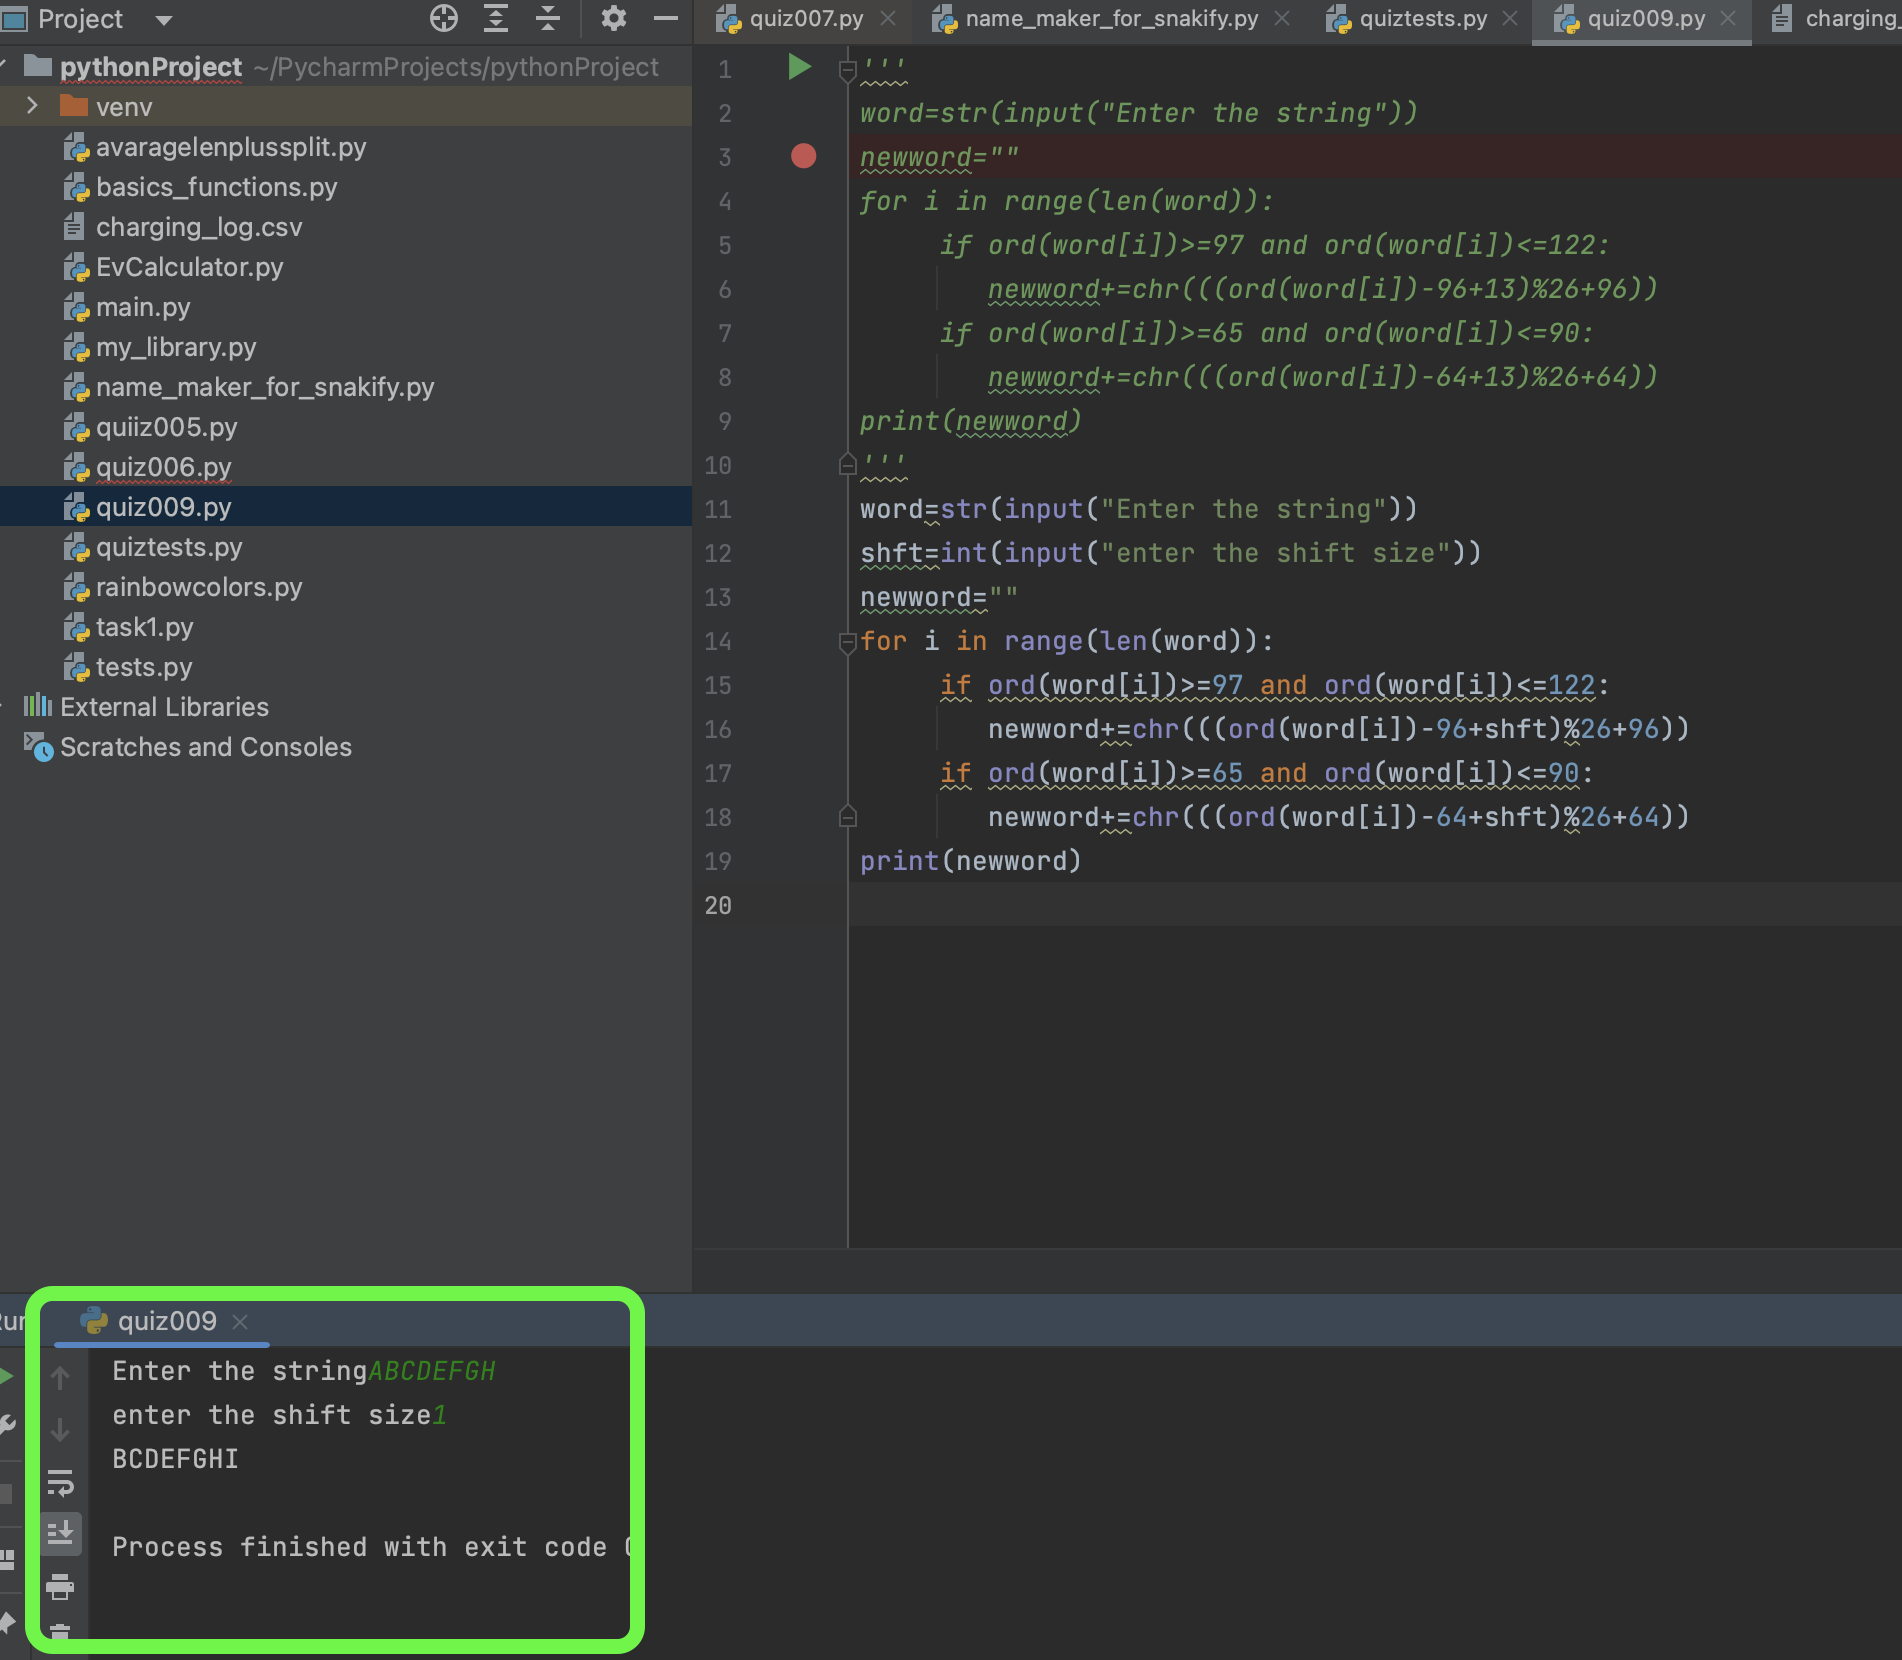 Project
quiz007.py
name_maker_for_snakify.py
quiztests.py
quiz009.py
charging_
pythonProject ~/PycharmProjects/pythonProject
venv
avaragelenplussplit.py
basics_functions.py
charging_log.csv
EvCalculator.py
main.py
my_library.py
name_maker_for_snakify.py
quiiz005.py
quiz006.py
quiz009.py
quiztests.py
rainbowcolors.py
task1.py
tests.py
External Libraries
Scratches and Consoles
1 '''
2 word=str(input("Enter the string"))
3 newword=""
4 for i in range(len(word)):
5 if ord(word[i])>=97 and ord(word[i])<=122:
6 newword+=chr(((ord(word[i])-96+13)%26+96))
7 if ord(word[i])>=65 and ord(word[i])<=90:
8 newword+=chr(((ord(word[i])-64+13)%26+64))
9 print(newword)
10 '''
11 word=str(input("Enter the string"))
12 shft=int(input("enter the shift size"))
13 newword=""
14 for i in range(len(word)):
15 if ord(word[i])>=97 and ord(word[i])<=122:
16 newword+=chr(((ord(word[i])-96+shft)%26+96))
17 if ord(word[i])>=65 and ord(word[i])<=90:
18 newword+=chr(((ord(word[i])-64+shft)%26+64))
19 print(newword)
20
quiz009
Enter the stringABCDEFGH
enter the shift size1
BCDEFGHI
Process finished with exit code